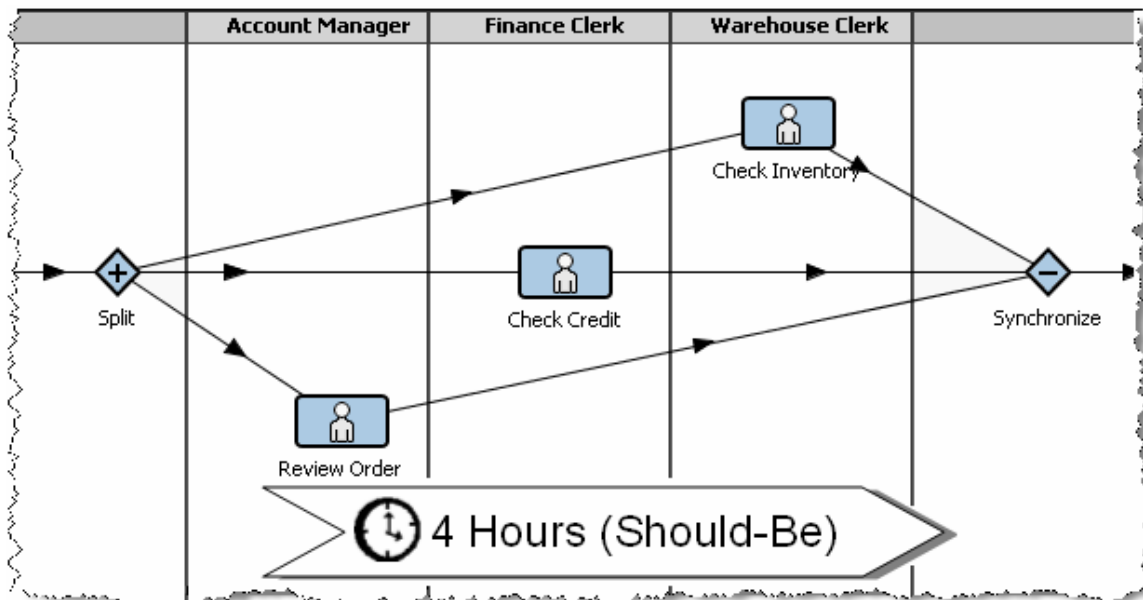 Account Manager
Finance Clerk
Warehouse Clerk
Check Inventory
Split
Check Credit
Synchronize
Review Order
4 Hours (Should-Be)